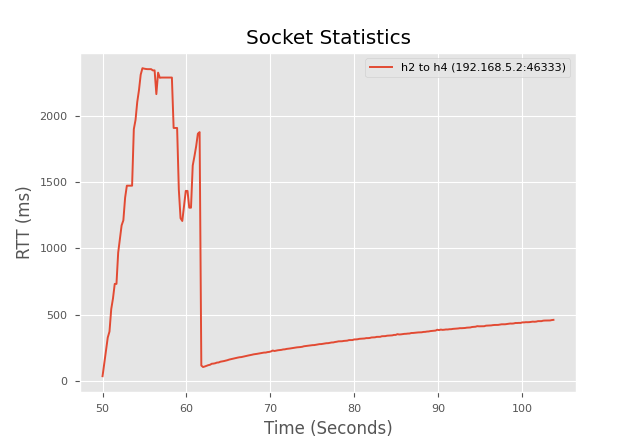 Socket Statistics
h2 to h4 (192.168.5.2:46333)
RTT (ms)
2000
1500
1000
500
0
50
60
70
80
90
100
Time (Seconds)